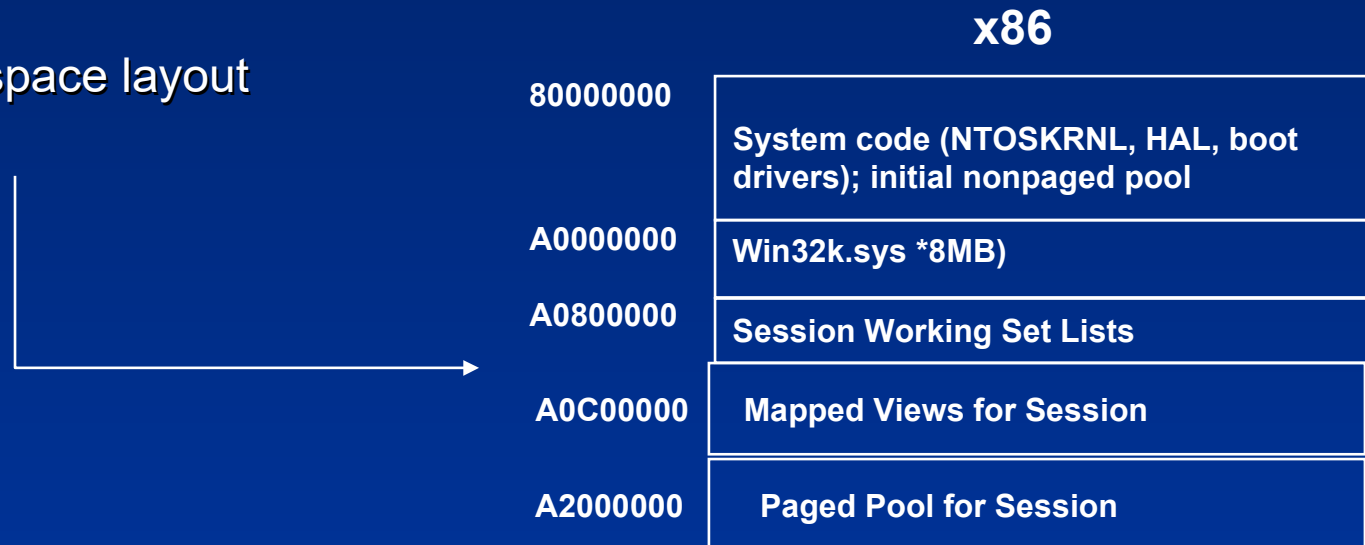 x86
space layout
80000000
System code (NTOSKRNL, HAL, boot
drivers); initial nonpaged pool
A0000000
Win32k.sys *8MB)
A0800000
Session Working Set Lists
A0C00000
Mapped Views for Session
A2000000
Paged Pool for Session